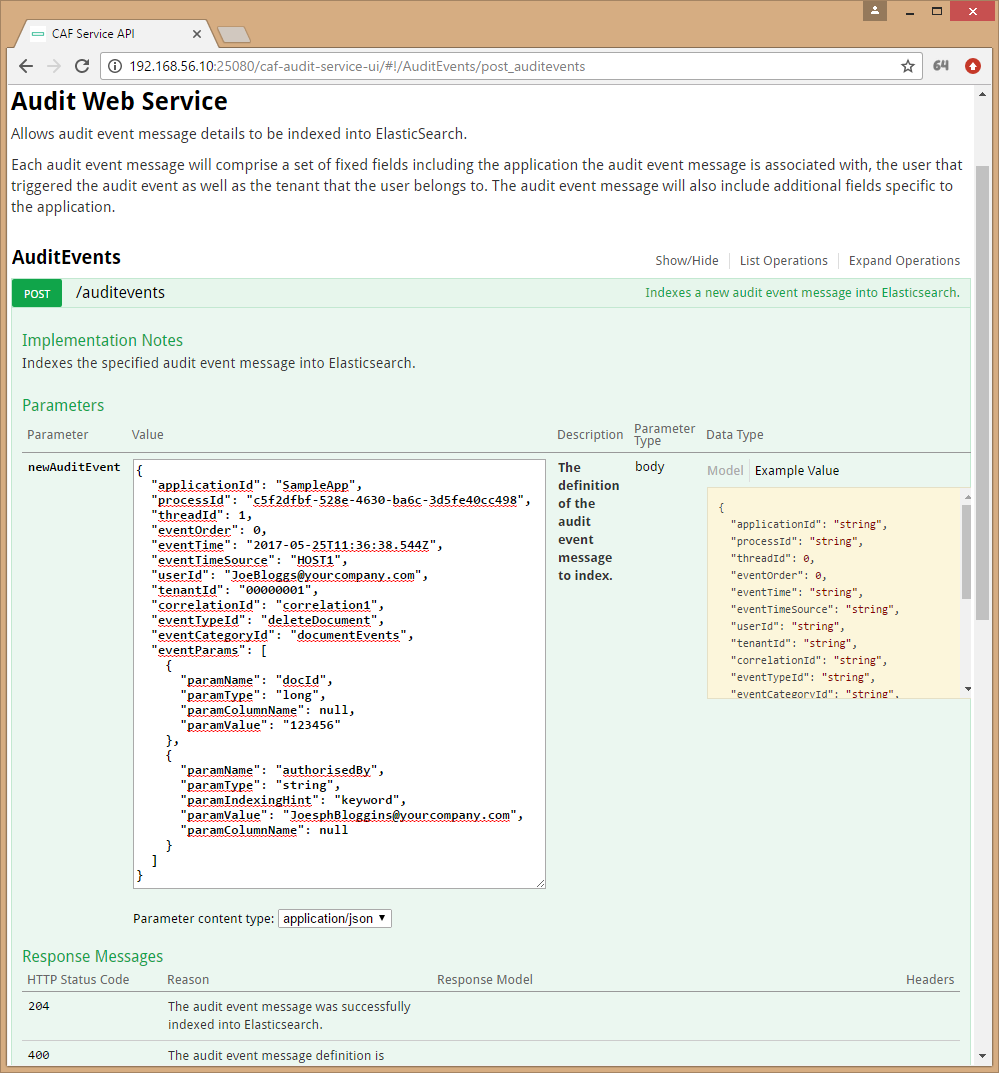 CAF Service API
192.168.56.10:25080/caf-audit-service-ui/#!/AuditEvents/post_auditevents
64
Audit Web Service
Allows audit event message details to be indexed into ElasticSearch.
Each audit event message will comprise a set of fixed fields including the application the audit event message is associated with, the user that
triggered the audit event as well as the tenant that the user belongs to. The audit event message will also include additional fields specific to
the application.
AuditEvents
Show/Hide
List Operations
Expand Operations
POST
/auditevents
Indexes a new audit event message into Elasticsearch.
Implementation Notes
Indexes the specified audit event message into Elasticsearch.
Parameters
Parameter
Value
Description
Parameter
Type
Data Type
newAuditEvent
{
"applicationId": "SampleApp",
"processId": "c5f2dfbf-528e-4630-ba6c-3d5fe40cc498",
"threadId": 1,
"eventOrder": 0,
"eventTime": "2017-05-25T11:36:38.544Z",
"eventTimeSource": "HOST1",
"userId": "JoeBloggs@yourcompany.com",
"tenantId": "00000001",
"correlationId": "correlation1",
"eventTypeId": "deleteDocument",
"eventCategoryId": "documentEvents",
"eventParams": [
{
"paramName": "docId",
"paramType": "long",
"paramColumnName": null,
"paramValue": "123456"
},
{
"paramName": "authorisedBy",
"paramType": "string",
"paramIndexingHint": "keyword",
"paramValue": "JoesphBloggins@yourcompany.com",
"paramColumnName": null
}
]
}
The
definition
of the
audit
event
message
to index.
body
Model
Example Value
{
"applicationId": "string",
"processId": "string",
"threadId": 0,
"eventOrder": 0,
"eventTime": "string",
"eventTimeSource": "string",
"userId": "string",
"tenantId": "string",
"correlationId": "string",
"eventTypeId": "string",
"eventCategoryId": "string",
Parameter content type:
application/json
Response Messages
HTTP Status Code
Reason
Response Model
Headers
204
The audit event message was successfully
indexed into Elasticsearch.
400
The audit event message definition is